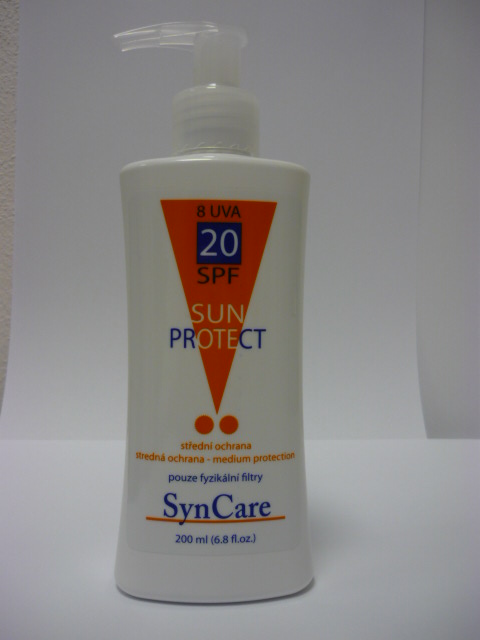 8 UVA
20
SPF
SUN
PROTECT
střední ochrana
stredná ochrana - medium protection
pouze fyzikální filtry
SynCare
200 ml (6.8 fl.oz.)